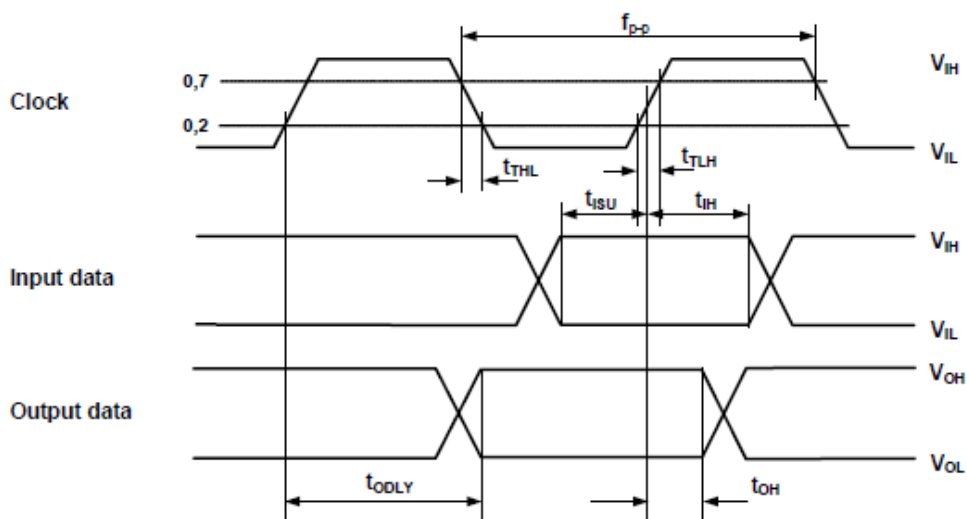 fp-p
0,7
VIH
Clock
0,2
VIL
tTHL
tTLH
tISU
tIH
VIH
Input data
VIL
VOH
Output data
VOL
tODLY
tOH